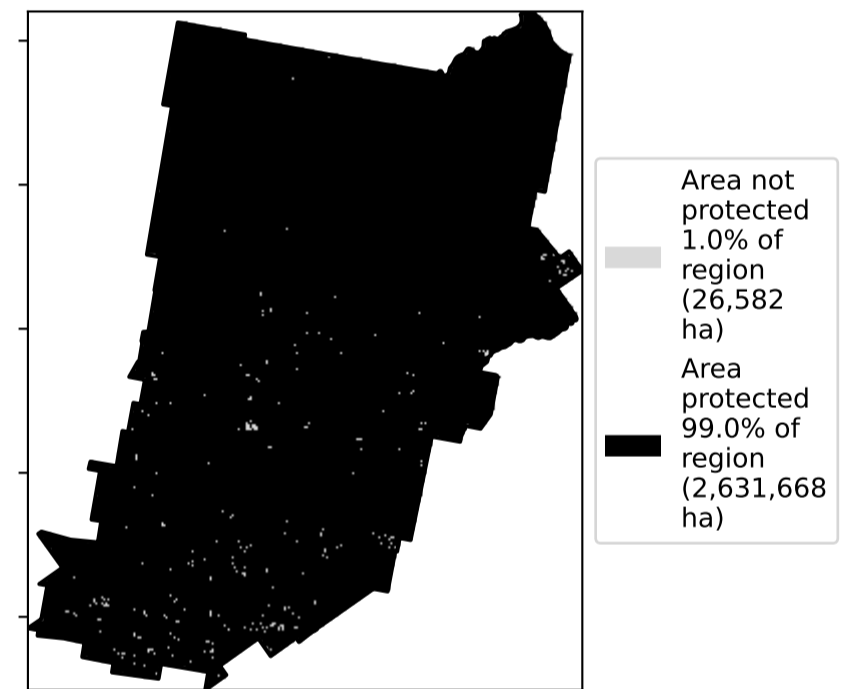 Area not
protected
1.0% of
region
(26,582
ha)
Area
protected
99.0% of
region
(2,631,668
ha)